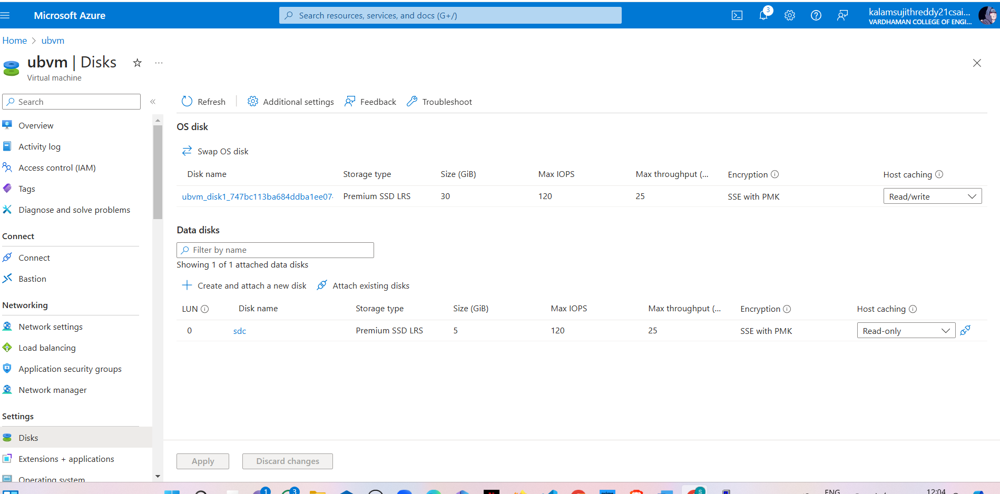 Microsoft Azure
Search resources, services, and docs (G+/)
3
kalamsujithreddy21csai...
VARDHAMAN COLLEGE OF ENGI...
Home > ubvm
ubvm | Disks
...
Virtual machine
Search
«
Refresh
Additional settings
Feedback
Troubleshoot
Overview
Activity log
Access control (IAM)
Tags
Diagnose and solve problems
Connect
Connect
Bastion
Networking
Network settings
Load balancing
Application security groups
Network manager
Settings
Disks
Extensions + applications
Operating system
OS disk
Swap OS disk
Disk name Storage type Size (GiB) Max IOPS Max throughput (... Encryption Host caching
ubvm_disk1_747bc113ba684ddba1ee07 Premium SSD LRS 30 120 25 SSE with PMK Read/write
Data disks
Filter by name
Showing 1 of 1 attached data disks
Create and attach a new disk Attach existing disks
LUN Disk name Storage type Size (GiB) Max IOPS Max throughput (... Encryption Host caching
0 sdc Premium SSD LRS 5 120 25 SSE with PMK Read-only
Apply Discard changes
1
3
prime
S
ENG
12:04